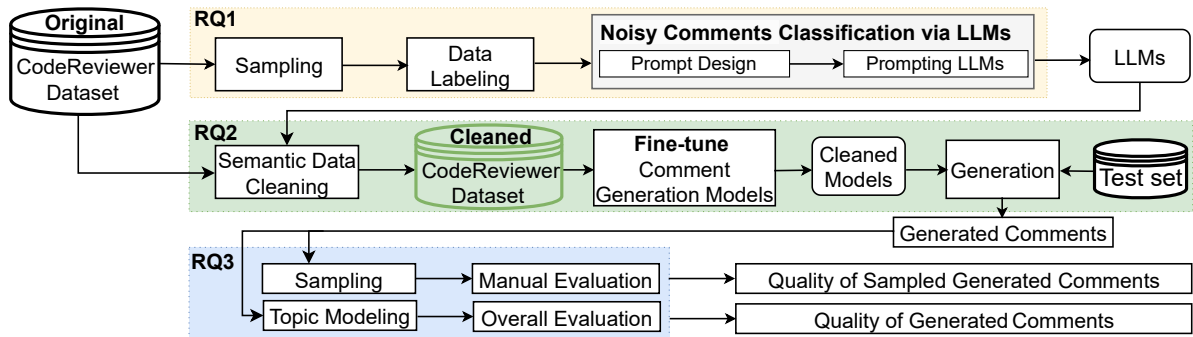 Original
CodeReviewer
Dataset
RQ1
Sampling
Data
Labeling
Noisy Comments Classification via LLMs
Prompt Design
Prompting LLMs
LLMs
RQ2
Semantic Data
Cleaning
Cleaned
CodeReviewer
Dataset
Fine-tune
Comment
Generation Models
Cleaned
Models
Generation
Test set
Generated Comments
RQ3
Sampling
Manual Evaluation
Quality of Sampled Generated Comments
Topic Modeling
Overall Evaluation
Quality of Generated Comments